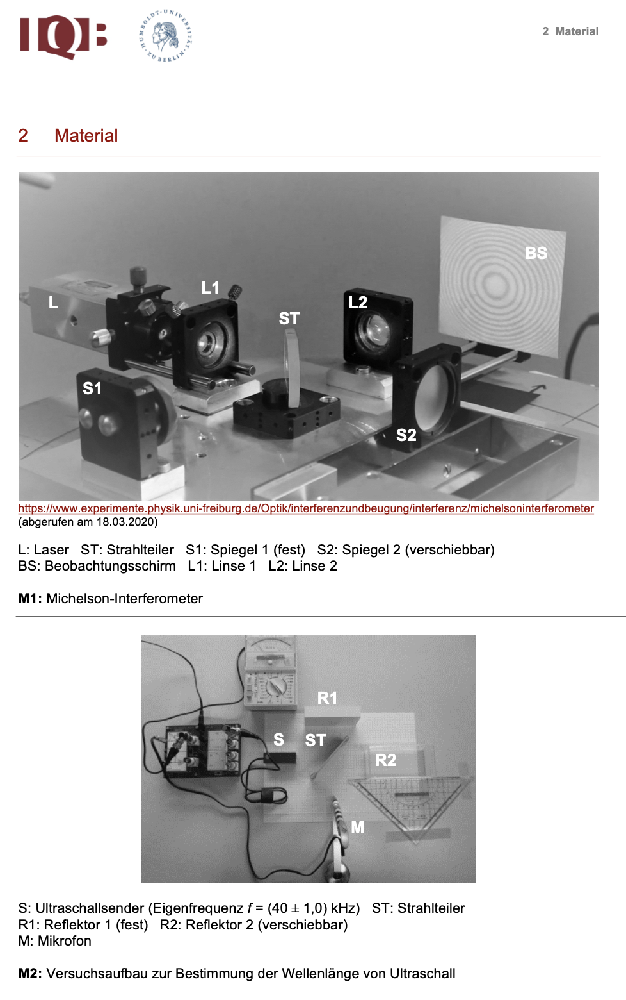 IQB
HUMBOLDT-UNIVERSITÄT ZU BERLIN
2 Material
2 Material
BS
L1
L
L2
ST
S1
S2
https://www.experimente.physik.uni-freiburg.de/Optik/interferenzundbeugung/interferenz/michelsoninterferometer
(abgerufen am 18.03.2020)
L: Laser ST: Strahlteiler S1: Spiegel 1 (fest) S2: Spiegel 2 (verschiebbar)
BS: Beobachtungsschirm L1: Linse 1 L2: Linse 2
M1: Michelson-Interferometer
R1
S
ST
R2
M
S: Ultraschallsender (Eigenfrequenz f = (40 ± 1,0) kHz) ST: Strahlteiler
R1: Reflektor 1 (fest) R2: Reflektor 2 (verschiebbar)
M: Mikrofon
M2: Versuchsaufbau zur Bestimmung der Wellenlänge von Ultraschall